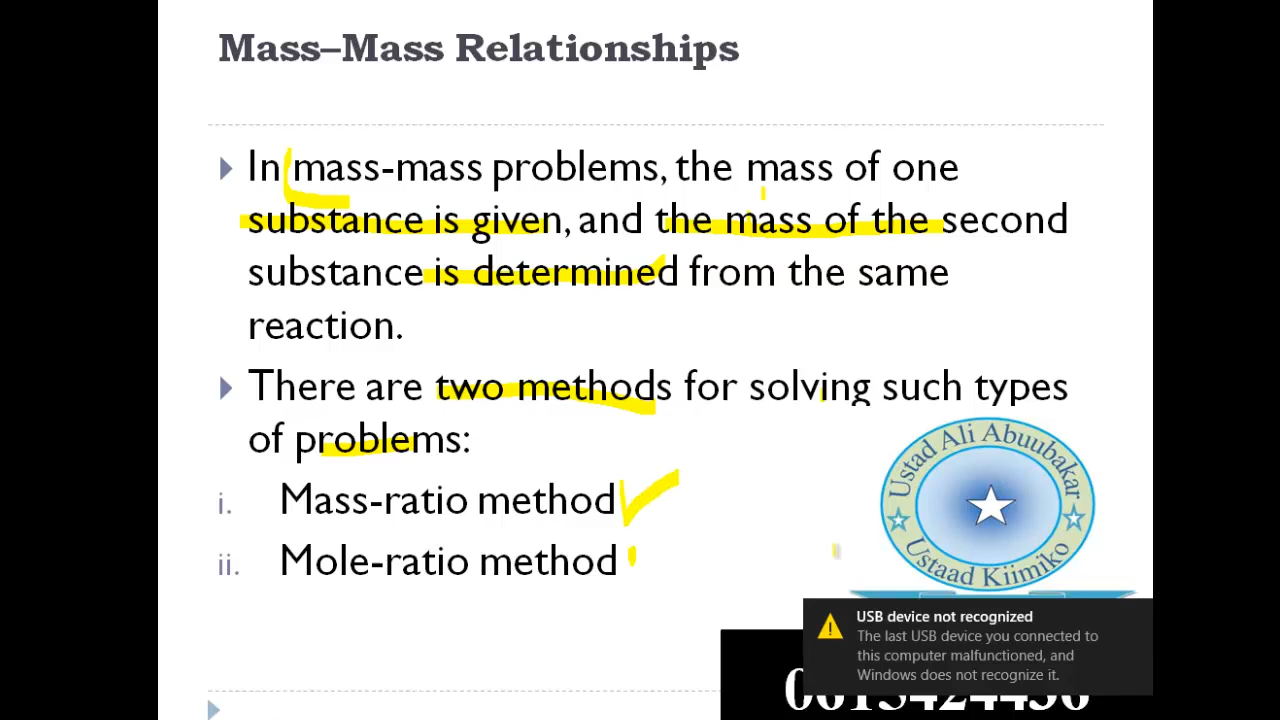 Mass–Mass Relationships
In mass-mass problems, the mass of one
substance is given, and the mass of the second
substance is determined from the same
reaction.
There are two methods for solving such types
of problems:
i. Mass-ratio method
ii. Mole-ratio method
Ustad Ali Abuubakar
Ustaad Kiimiko
USB device not recognized
The last USB device you connected to
this computer malfunctioned, and
Windows does not recognize it.